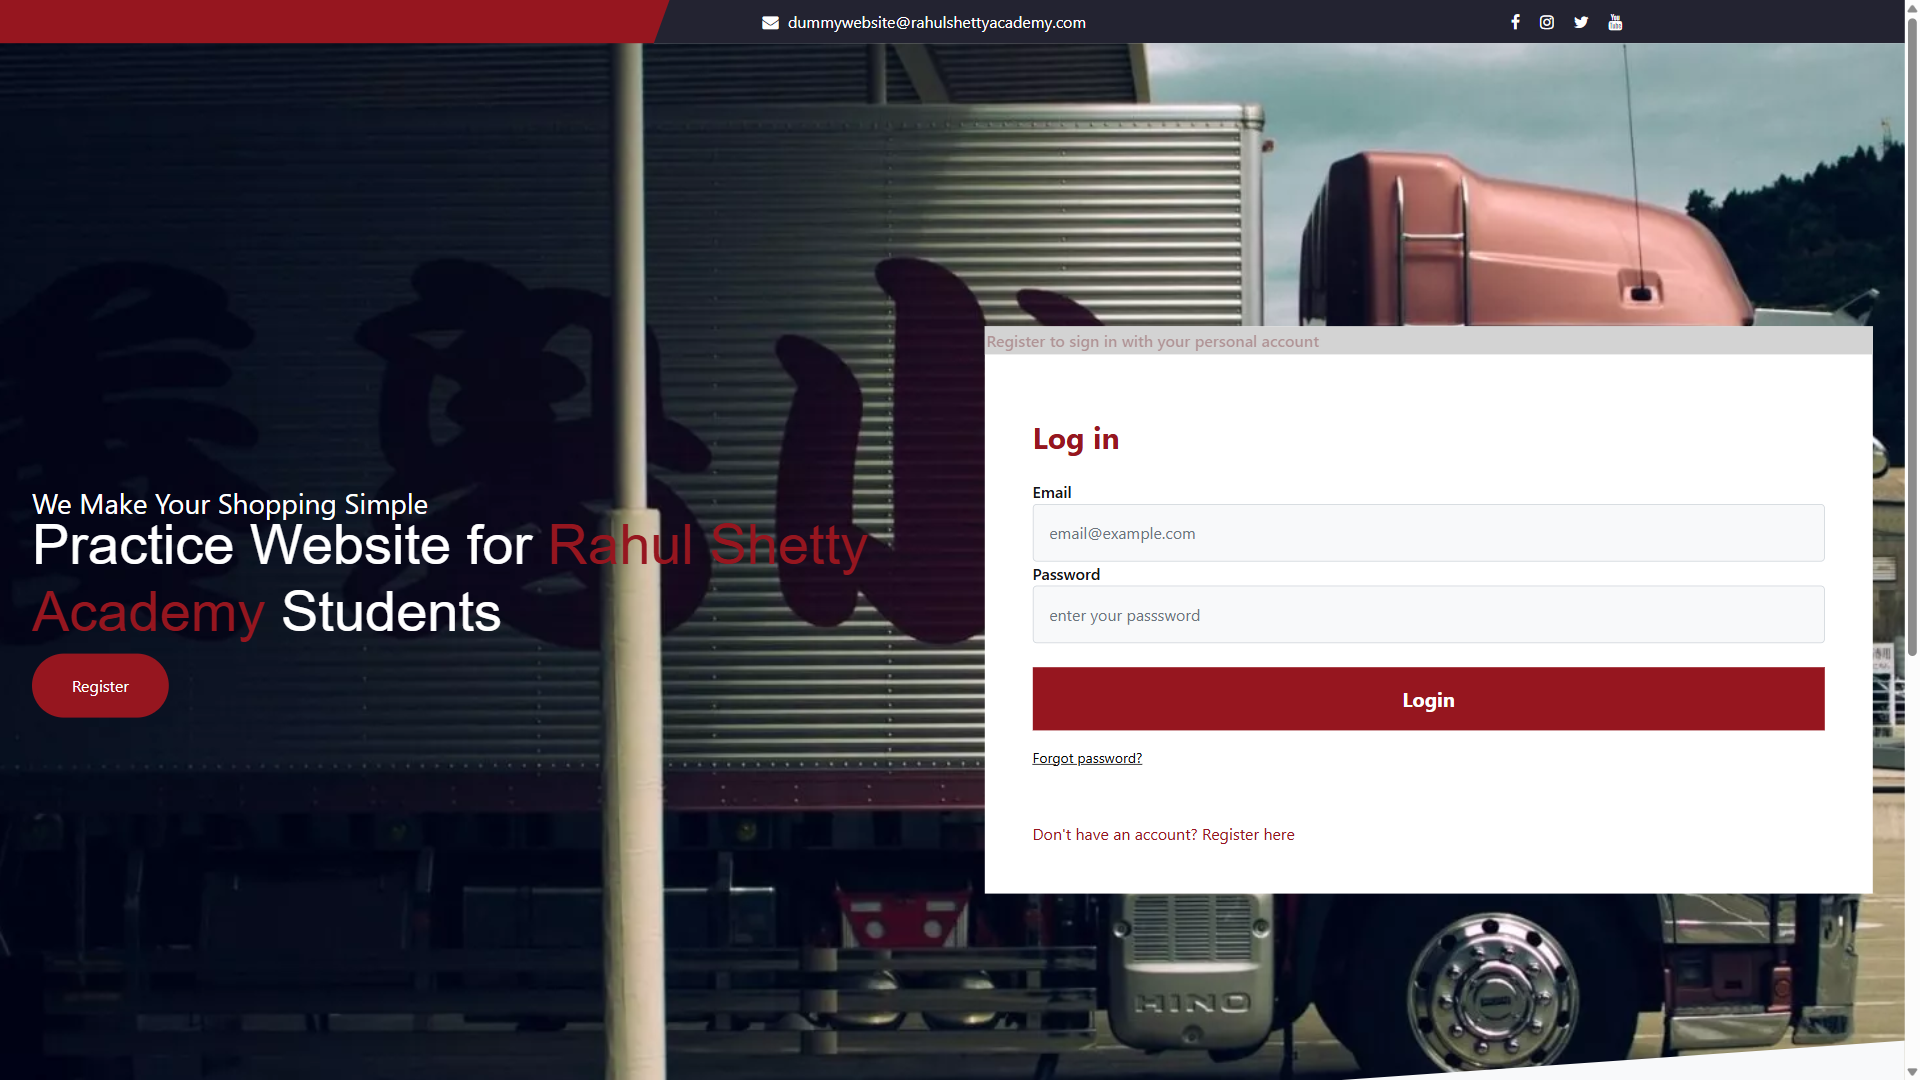 dummywebsite@rahulshettyacademy.com
We Make Your Shopping Simple
Practice Website for Rahul Shetty
Academy Students
Register
Register to sign in with your personal account
Log in
Email
email@example.com
Password
enter your passsword
Login
Forgot password?
Don't have an account? Register here
HINO